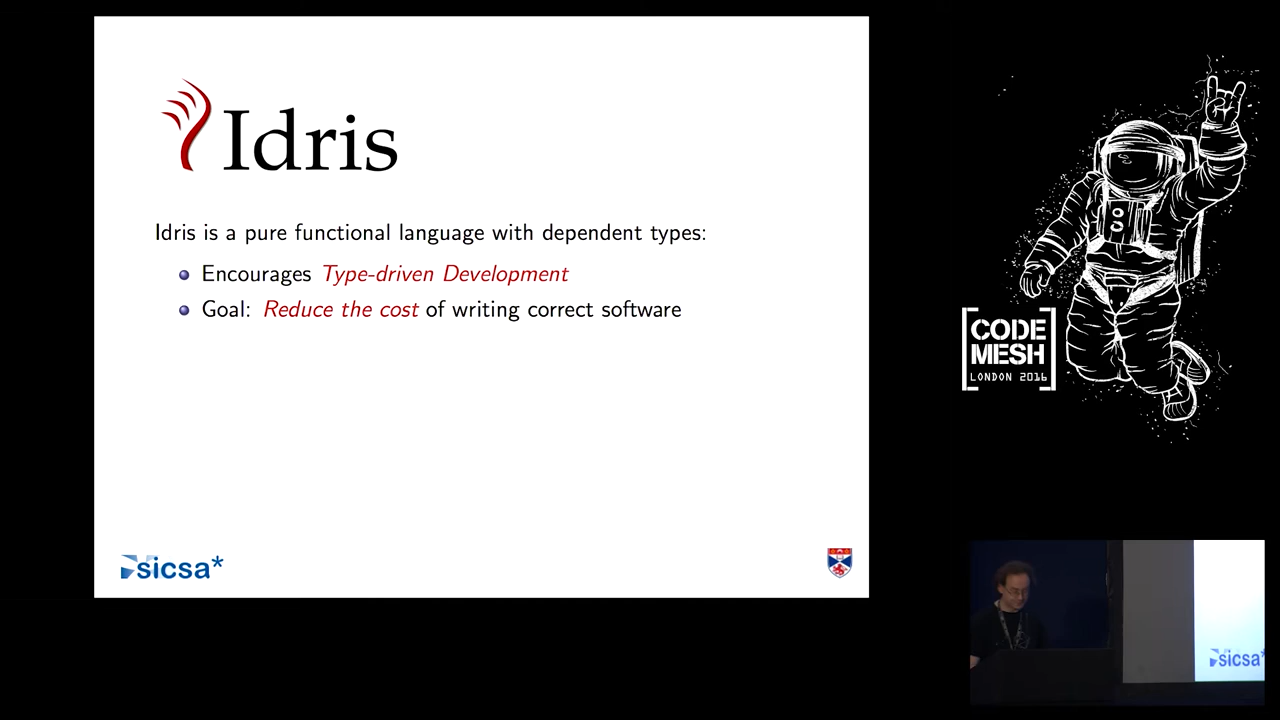 Idris
Idris is a pure functional language with dependent types:
Encourages Type-driven Development
Goal: Reduce the cost of writing correct software
sicsa*
CODE
MESH
LONDON 2016
sicsa*